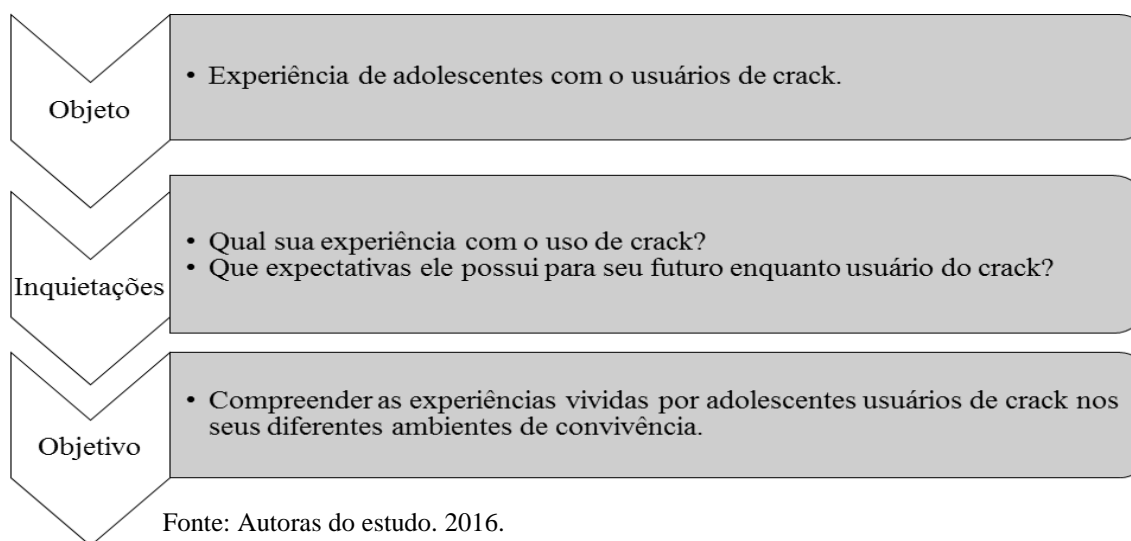 Objeto
• Experiência de adolescentes com o usuários de crack.
Inquietações
• Qual sua experiência com o uso de crack?
• Que expectativas ele possui para seu futuro enquanto usuário do crack?
Objetivo
• Compreender as experiências vividas por adolescentes usuários de crack nos
seus diferentes ambientes de convivência.
Fonte: Autoras do estudo. 2016.